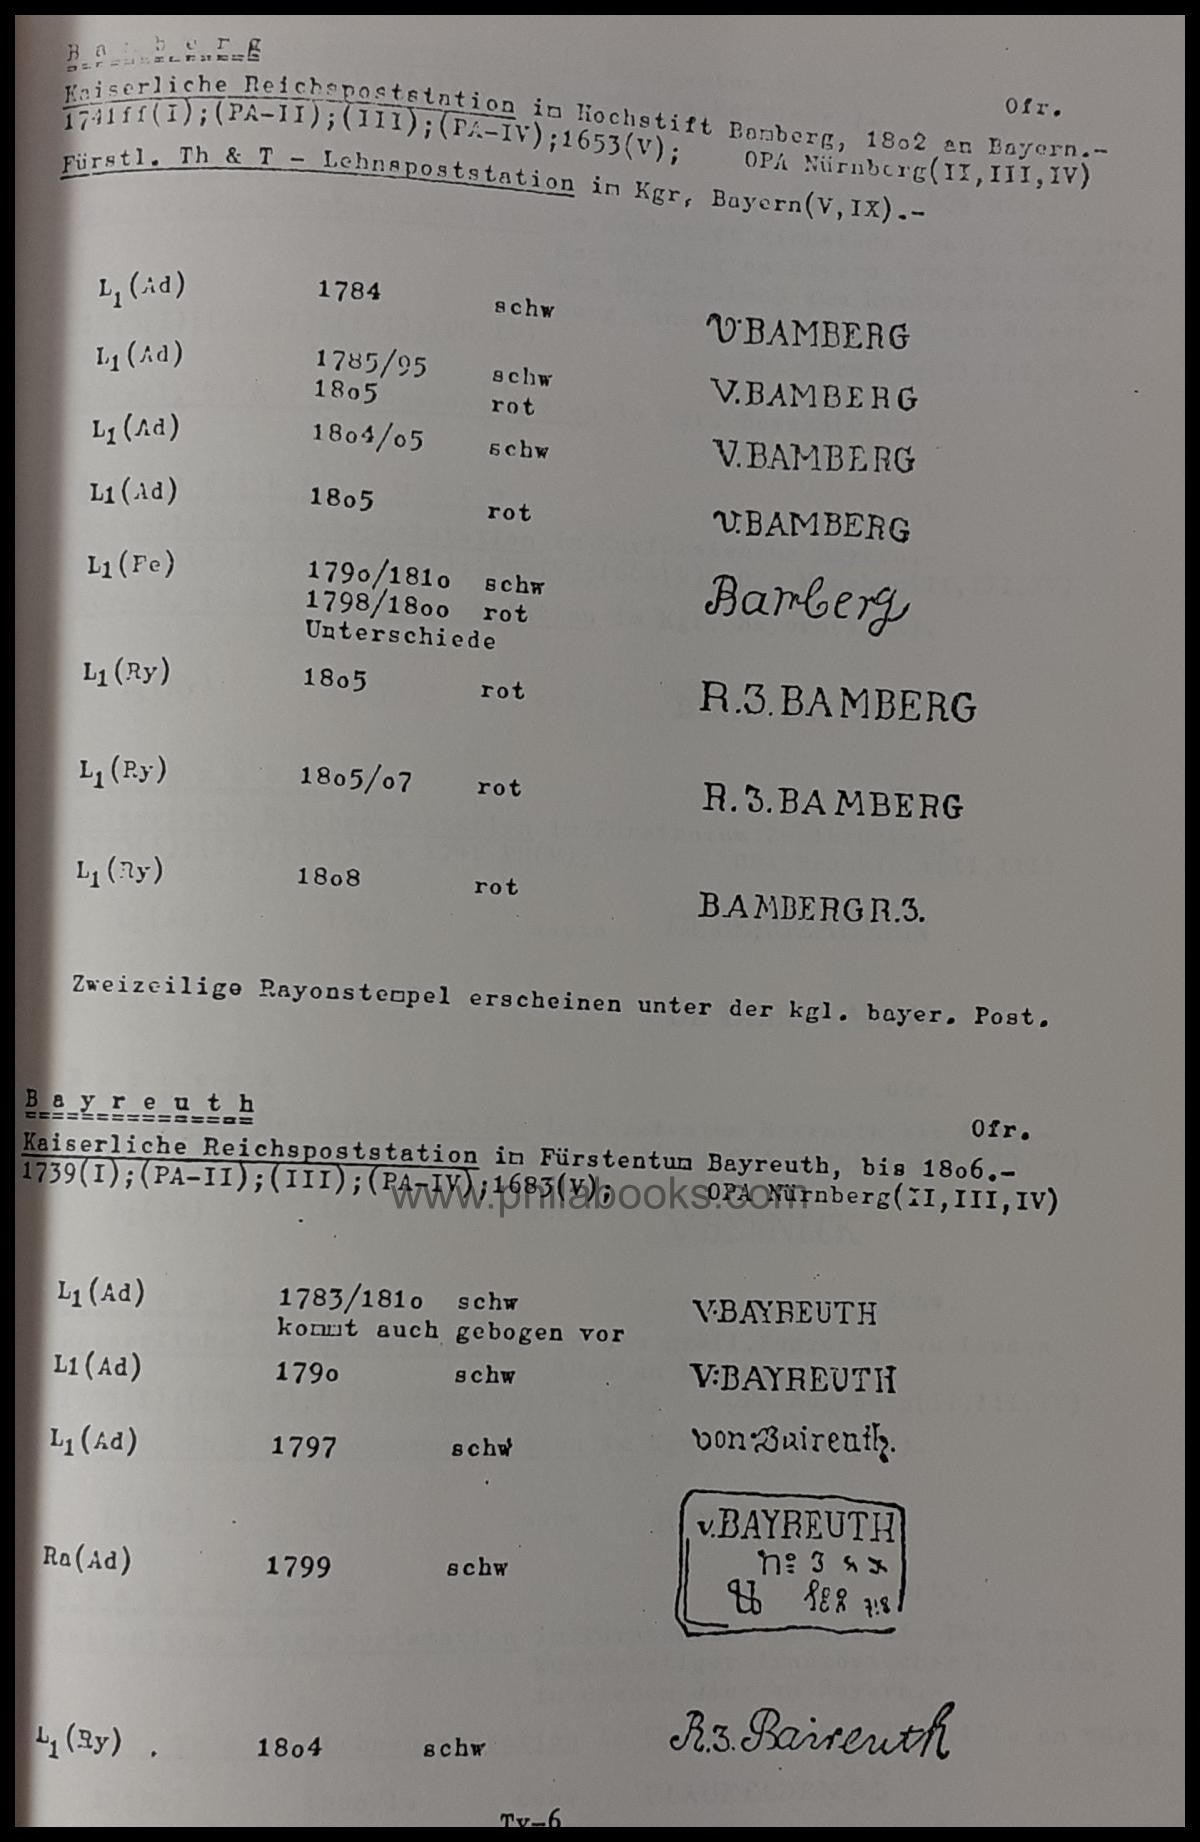 B a m b e r g
Ofr.
Kaiserliche Reichspoststation im Hochstift Bamberg, 18o2 an Bayern.-
1741ff(I);(PA-II);(III);(PA-IV);1653(V); OPA Nürnberg(II,III,IV)
Fürstl. Th & T - Lehnspoststation im Kgr. Bayern(V,IX).-
L1(Ad) 1784 schw V·BAMBERG
L1(Ad) 1785/95 schw V.BAMBERG
18o5 rot
L1(Ad) 18o4/o5 schw V.BAMBERG
L1(Ad) 18o5 rot V.BAMBERG
L1(Fe) 179o/181o schw Bamberg
1798/18oo rot
Unterschiede
L1(Ry) 18o5 rot R.3.BAMBERG
L1(Ry) 18o5/o7 rot R.3.BAMBERG
L1(Ry) 18o8 rot BAMBERG R.3.
Zweizeilige Rayonstempel erscheinen unter der kgl. bayer. Post.
B a y r e u t h
Ofr.
Kaiserliche Reichspoststation im Fürstentum Bayreuth, bis 18o6.-
1739(I);(PA-II);(III);(PA-IV);1683(V); OPA Nürnberg(II,III,IV)
www.philabooks.com
L1(Ad) 1783/181o schw V·BAYREUTH
kommt auch gebogen vor
L1(Ad) 179o schw V:BAYREUTH
L1(Ad) 1797 schw von Baireuth.
v.BAYREUTH
Ra(Ad) 1799 schw
L1(Ry) . 18o4 schw R.3. Baireuth
Ty-6